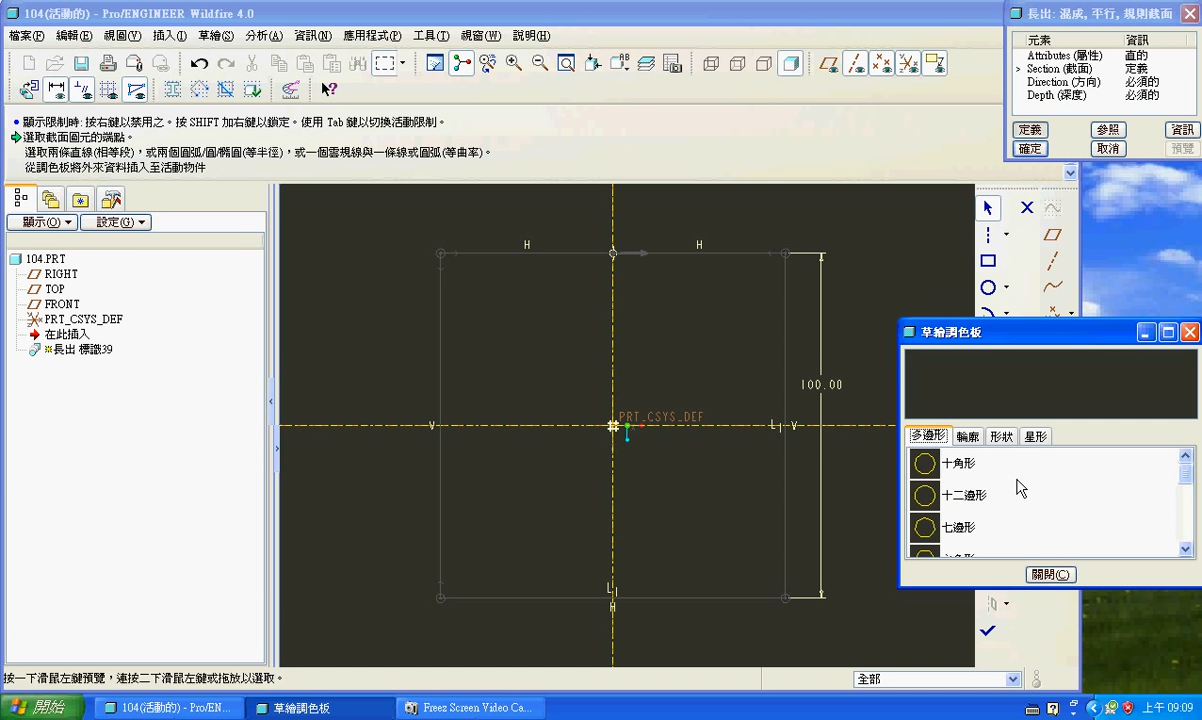 104(活動的) - Pro/ENGINEER Wildfire 4.0
檔案(F) 編輯(E) 視圖(V) 插入(I) 草繪(S) 分析(A) 資訊(N) 應用程式(P) 工具(T) 視窗(W) 說明(H)
顯示限制時: 按右鍵以禁用之。按 SHIFT 加右鍵以鎖定。使用 Tab 鍵以切換活動限制。
選取截面圖元的端點。
選取兩條直線(相等段)，或兩個圓弧/圓/橢圓(等半徑)，或一個雲規線與一條線或圓弧(等曲率)。
從調色板將外來資料插入至活動物件
長出: 混成, 平行, 規則截面
元素 資訊
Attributes (屬性) 直的
> Section (截面) 定義
Direction (方向) 必須的
Depth (深度) 必須的
定義 參照 資訊
確定 取消 預覽
顯示(O) 設定(G)
104.PRT
RIGHT
TOP
FRONT
PRT_CSYS_DEF
在此插入
長出 標識39
H H
100.00
PRT_CSYS_DEF
V L1 V
L1
H
草繪調色板
多邊形 輪廓 形狀 星形
十角形
十二邊形
七邊形
關閉(C)
按一下滑鼠左鍵預覽，連按二下滑鼠左鍵或拖放以選取。
全部
開始 104(活動的) - Pro/EN... 草繪調色板 Freez Screen Video Ca... 上午 09:09